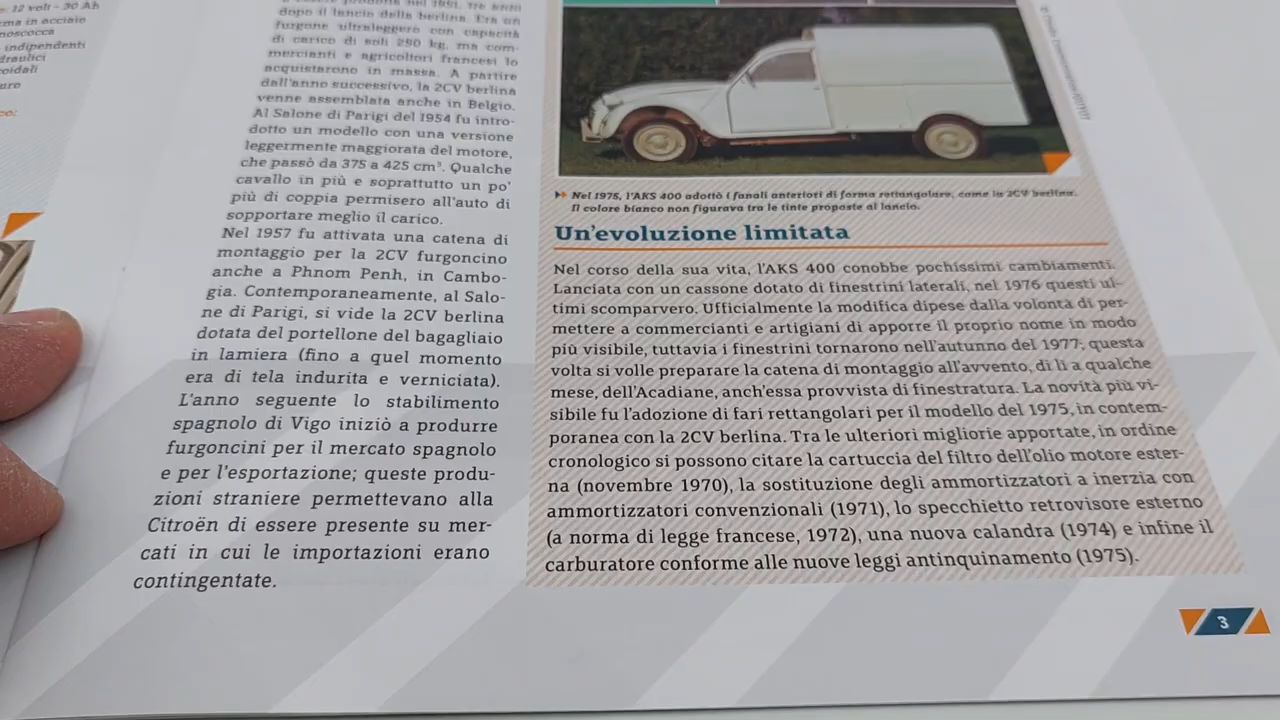 12 volt - 30 Ah
ma in acciaio
noscocca
indipendenti
draulici
oidali
dopo il lancio della berlina. Era un
furgone ultraleggero con capacità
di carico di soli 250 kg, ma com-
mercianti e agricoltori francesi lo
acquistarono in massa. A partire
dall'anno successivo, la 2CV berlina
venne assemblata anche in Belgio.
Al Salone di Parigi del 1954 fu intro-
dotto un modello con una versione
leggermente maggiorata del motore,
che passò da 375 a 425 cm³. Qualche
cavallo in più e soprattutto un po'
più di coppia permisero all'auto di
sopportare meglio il carico.
Nel 1957 fu attivata una catena di
montaggio per la 2CV furgoncino
anche a Phnom Penh, in Cambo-
gia. Contemporaneamente, al Salo-
ne di Parigi, si vide la 2CV berlina
dotata del portellone del bagagliaio
in lamiera (fino a quel momento
era di tela indurita e verniciata).
L'anno seguente lo stabilimento
spagnolo di Vigo iniziò a produrre
furgoncini per il mercato spagnolo
e per l'esportazione; queste produ-
zioni straniere permettevano alla
Citroën di essere presente su mer-
cati in cui le importazioni erano
contingentate.
Nel 1975, l'AKS 400 adottò i fanali anteriori di forma rettangolare, come la 2CV berlina.
Il colore bianco non figurava tra le tinte proposte al lancio.
Un'evoluzione limitata
Nel corso della sua vita, l'AKS 400 conobbe pochissimi cambiamenti.
Lanciata con un cassone dotato di finestrini laterali, nel 1976 questi ul-
timi scomparvero. Ufficialmente la modifica dipese dalla volontà di per-
mettere a commercianti e artigiani di apporre il proprio nome in modo
più visibile, tuttavia i finestrini tornarono nell'autunno del 1977; questa
volta si volle preparare la catena di montaggio all'avvento, di lì a qualche
mese, dell'Acadiane, anch'essa provvista di finestratura. La novità più vi-
sibile fu l'adozione di fari rettangolari per il modello del 1975, in contem-
poranea con la 2CV berlina. Tra le ulteriori migliorie apportate, in ordine
cronologico si possono citare la cartuccia del filtro dell'olio motore ester-
na (novembre 1970), la sostituzione degli ammortizzatori a inerzia con
ammortizzatori convenzionali (1971), lo specchietto retrovisore esterno
(a norma di legge francese, 1972), una nuova calandra (1974) e infine il
carburatore conforme alle nuove leggi antinquinamento (1975).
3